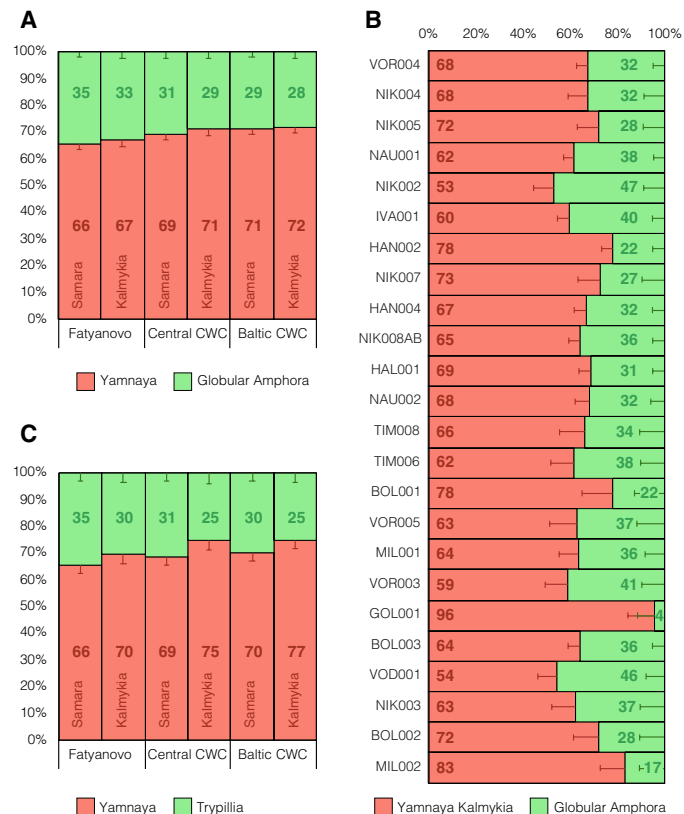 A
100%
90%
80%
70%
60%
50%
40%
30%
20%
10%
0%
35 33 31 29 29 28
66 67 69 71 71 72
Samara Kalmykia Samara Kalmykia Samara Kalmykia
Fatyanovo Central CWC Baltic CWC
Yamnaya Globular Amphora
C
100%
90%
80%
70%
60%
50%
40%
30%
20%
10%
0%
35 30 31 25 30 25
66 70 69 75 70 77
Samara Kalmykia Samara Kalmykia Samara Kalmykia
Fatyanovo Central CWC Baltic CWC
Yamnaya Trypillia
B
0% 20% 40% 60% 80% 100%
VOR004 68 32
NIK004 68 32
NIK005 72 28
NAU001 62 38
NIK002 53 47
IVA001 60 40
HAN002 78 22
NIK007 73 27
HAN004 67 32
NIK008AB 65 36
HAL001 69 31
NAU002 68 32
TIM008 66 34
TIM006 62 38
BOL001 78 22
VOR005 63 37
MIL001 64 36
VOR003 59 41
GOL001 96 4
BOL003 64 36
VOD001 54 46
NIK003 63 37
BOL002 72 28
MIL002 83 17
Yamnaya Kalmykia Globular Amphora